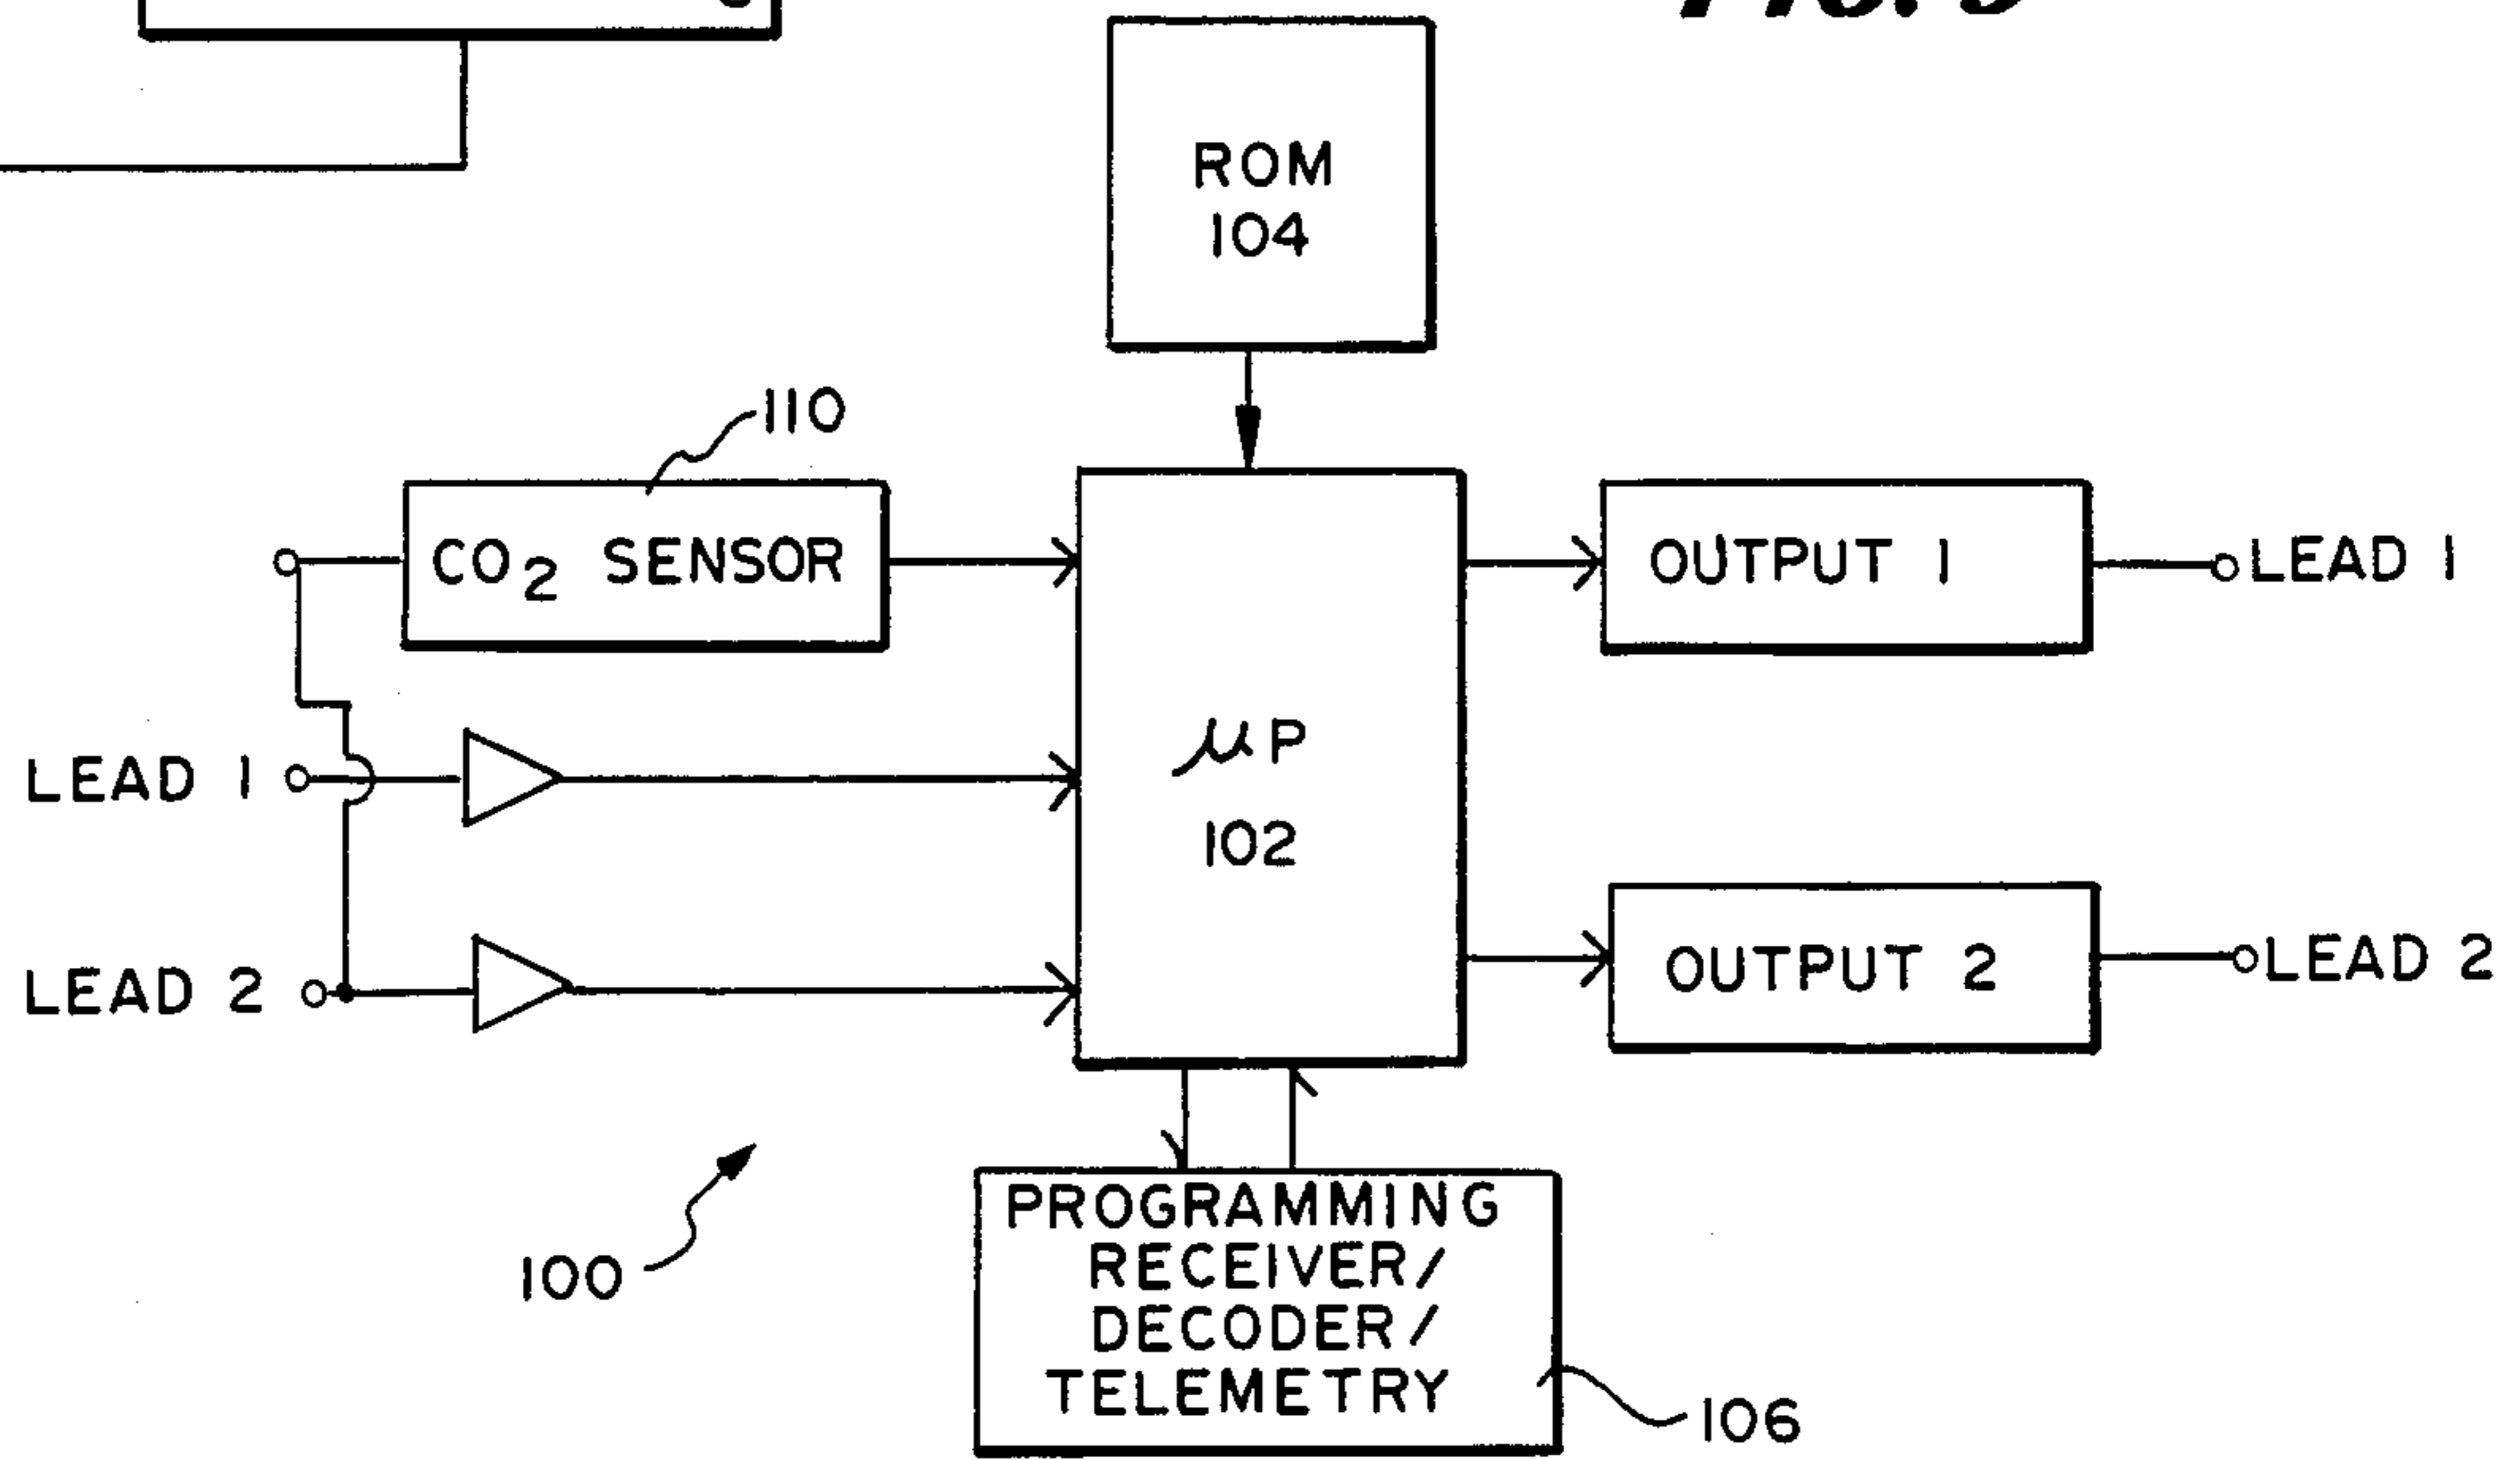 ROM
104
110
CO2 SENSOR
OUTPUT 1
LEAD 1
LEAD 1
μP
102
LEAD 2
OUTPUT 2
LEAD 2
100
PROGRAMMING
RECEIVER/
DECODER/
TELEMETRY
106